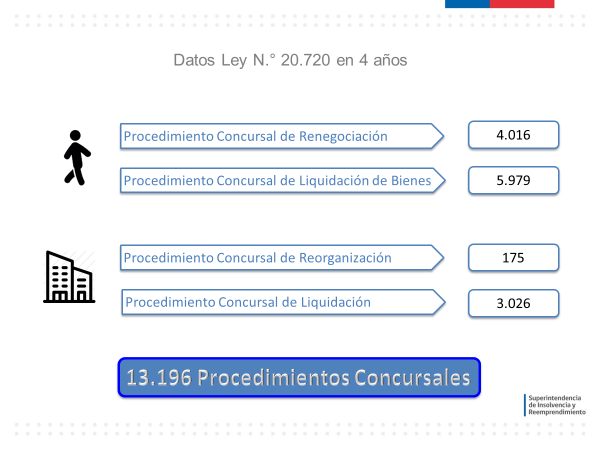 Datos Ley N.° 20.720 en 4 años
Procedimiento Concursal de Renegociación
4.016
Procedimiento Concursal de Liquidación de Bienes
5.979
Procedimiento Concursal de Reorganización
175
Procedimiento Concursal de Liquidación
3.026
13.196 Procedimientos Concursales
Superintendencia
de Insolvencia y
Reemprendimiento